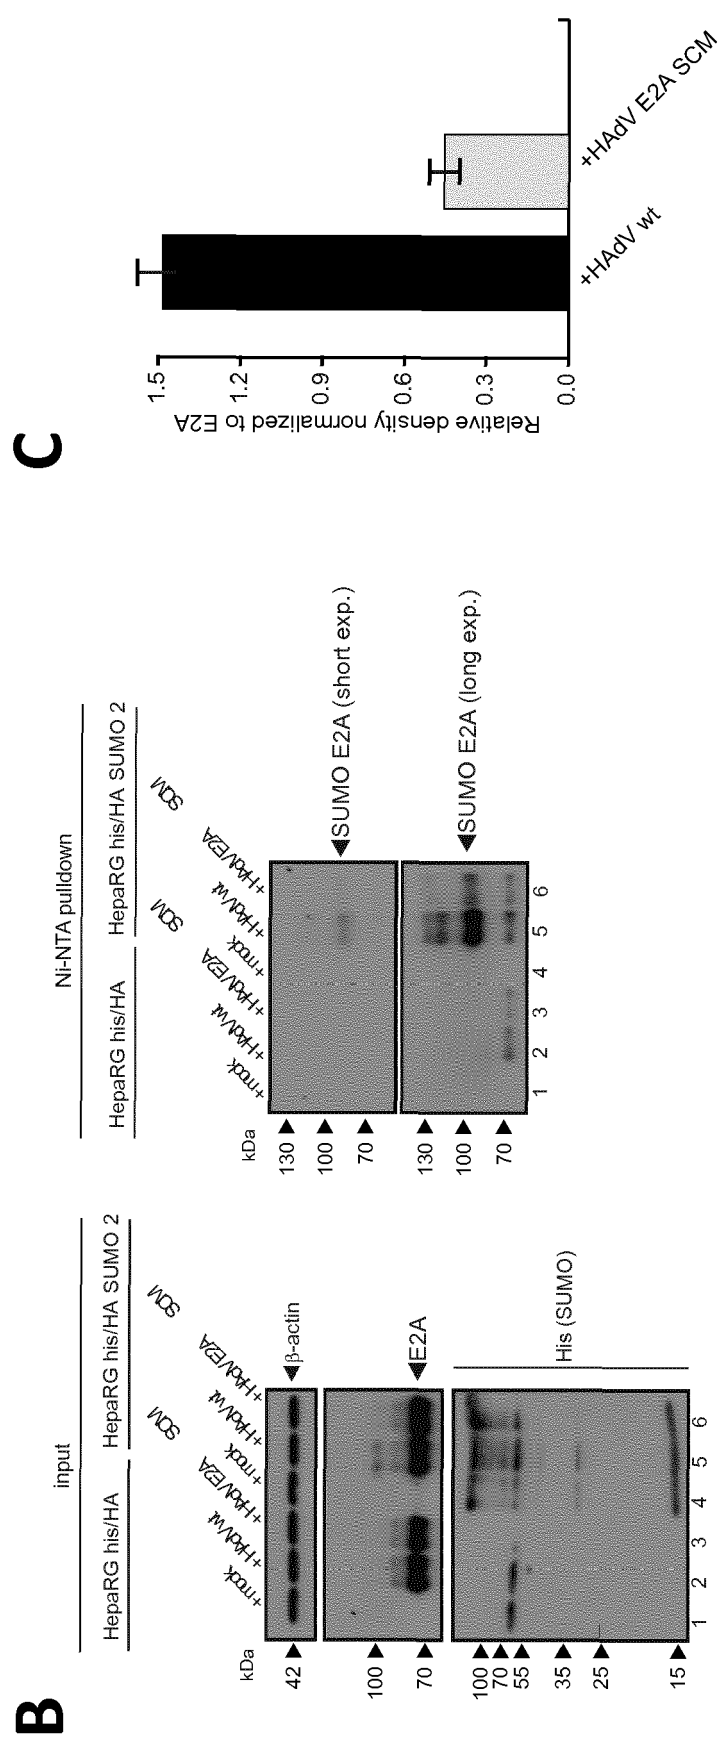 B
input
HepaRG his/HA
HepaRG his/HA SUMO 2
SCM
SCM
+mock
+HAdV wt
+HAdV E2A
+mock
+HAdV wt
+HAdV E2A
kDa
42
β-actin
100
70
E2A
100
70
55
35
25
15
His (SUMO)
1 2 3 4 5 6
Ni-NTA pulldown
HepaRG his/HA
HepaRG his/HA SUMO 2
SCM
SCM
+mock
+HAdV wt
+HAdV E2A
+mock
+HAdV wt
+HAdV E2A
kDa
130
100
70
SUMO E2A (short exp.)
130
100
70
SUMO E2A (long exp.)
1 2 3 4 5 6
C
Relative density normalized to E2A
1.5
1.2
0.9
0.6
0.3
0.0
+HAdV wt
+HAdV E2A SCM